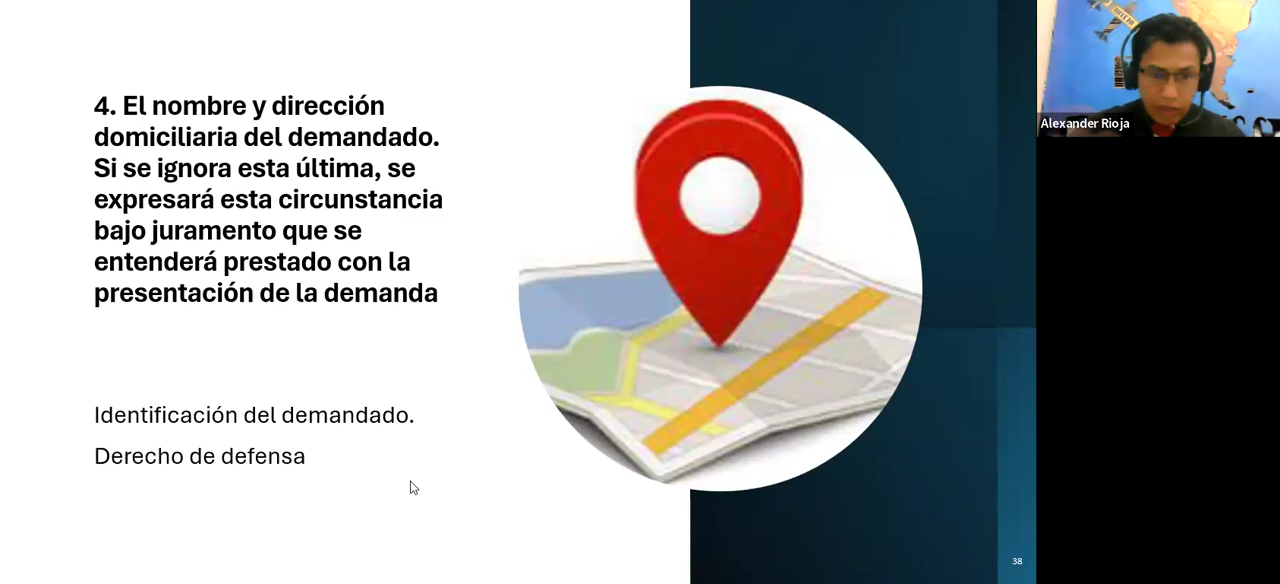 4. El nombre y dirección
domiciliaria del demandado.
Si se ignora esta última, se
expresará esta circunstancia
bajo juramento que se
entenderá prestado con la
presentación de la demanda
Identificación del demandado.
Derecho de defensa
38
Alexander Rioja